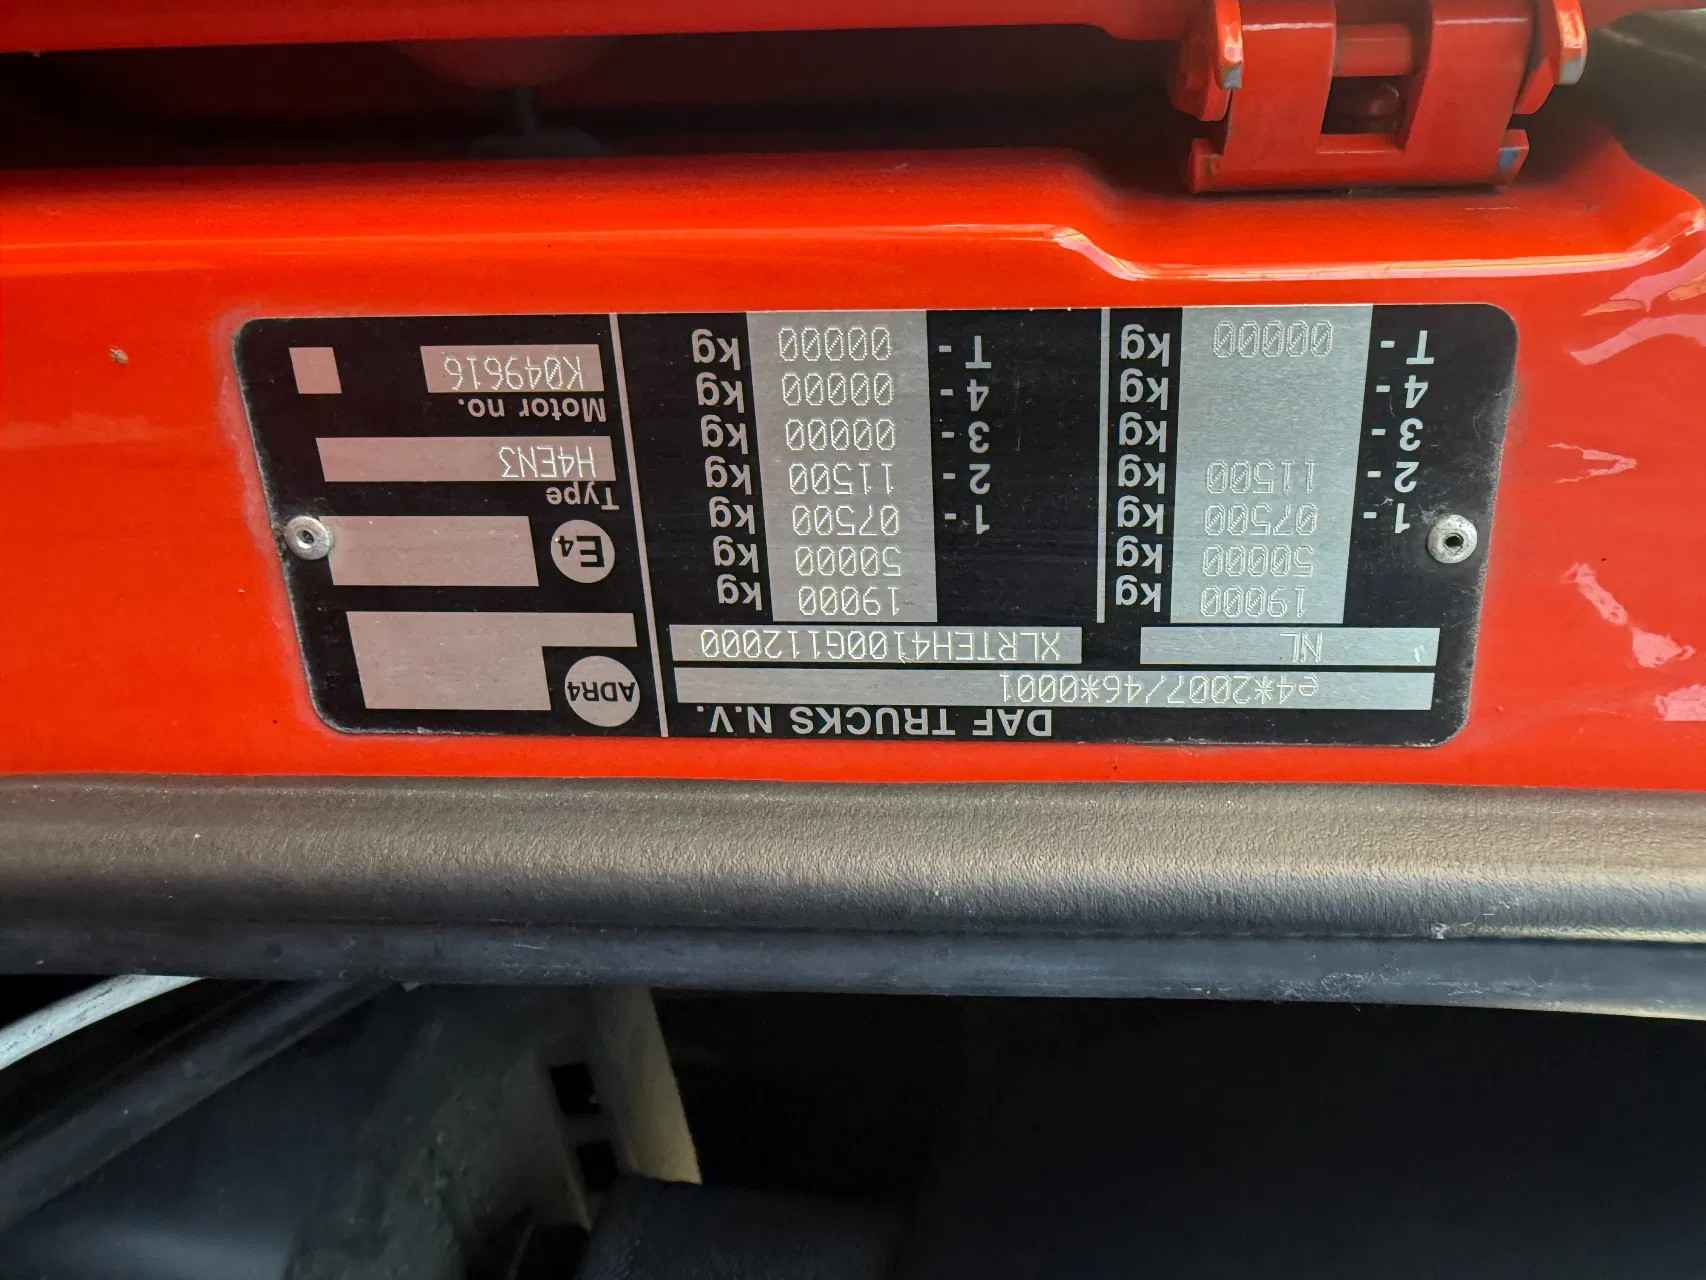 DAF TRUCKS N.V.
e4*2007/46*0001
NL XLRTEH4100G112000
19000 kg 19000 kg
50000 kg 50000 kg
1 - 07500 kg 1 - 07500 kg
2 - 11500 kg 2 - 11500 kg
3 - kg 3 - 00000 kg
4 - kg 4 - 00000 kg
T - 00000 kg T - 00000 kg
ADR4
E4
Type
H4EN3
Motor no.
K049616